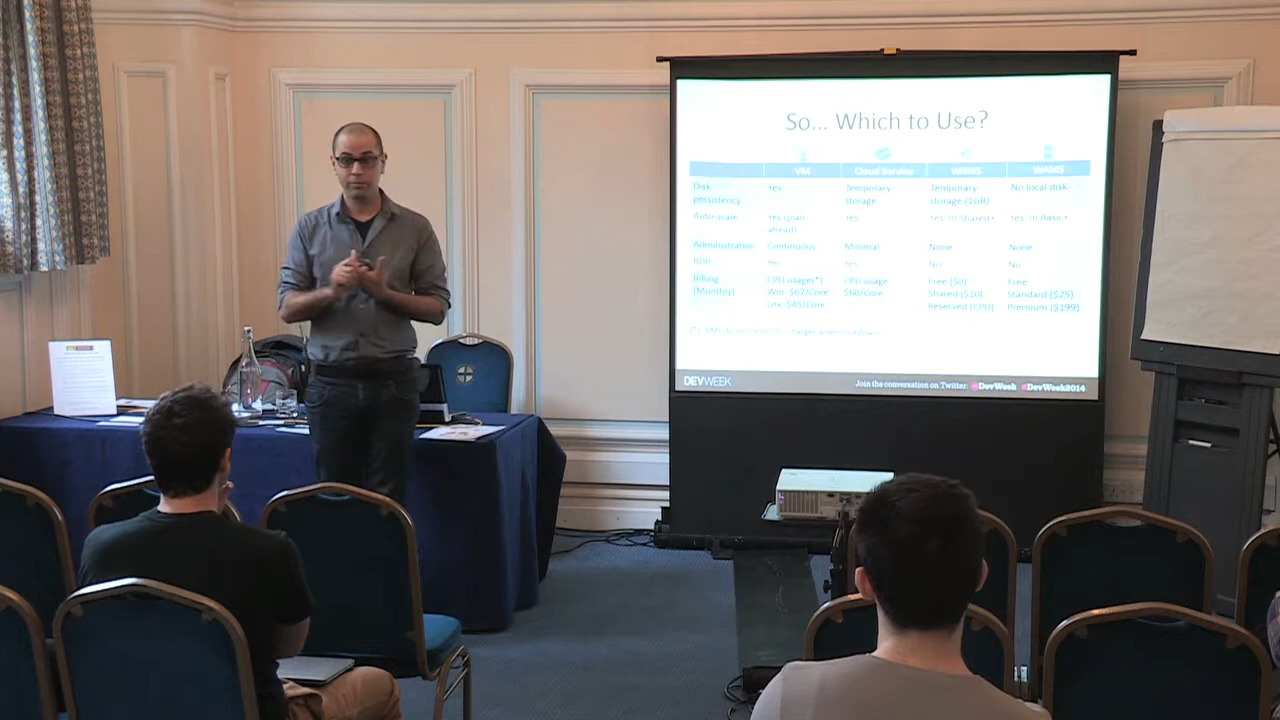 So... Which to Use?
VM Cloud Service WAWS WAMS
Disk persistency Yes Temporary storage Temporary storage (1GB) No local disk
Auto-scale Yes (plan ahead) Yes Yes. In Shared+ Yes. In Basic+
Administration Continuous Minimal None None
RDP Yes Yes No No
Billing (Monthly) CPU usage(*) CPU usage Free ($0) Free
Win: $67/Core $60/Core Shared ($10) Standard ($25)
Lnx: $45/Core Reserved (CPU) Premium ($199)
DEVWEEK
Join the conversation on Twitter: @DevWeek #DevWeek2014